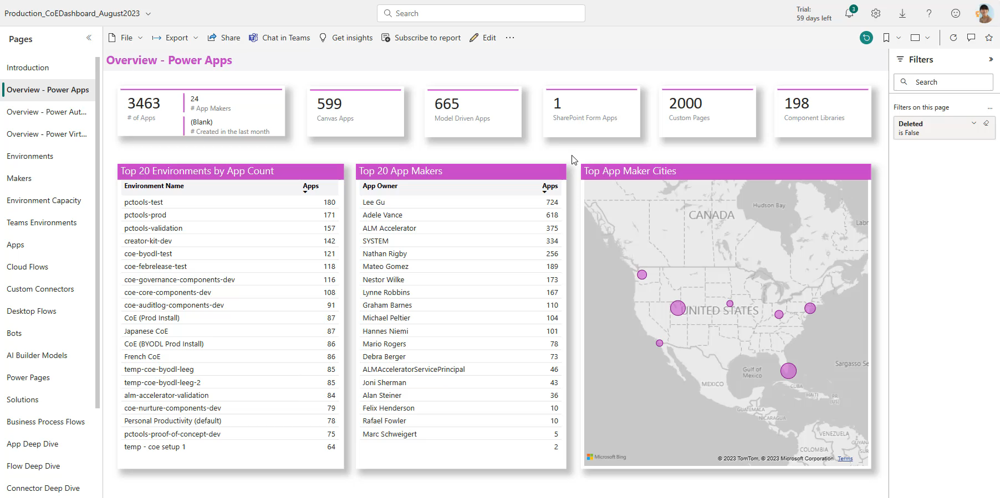 Production_CoEDashboard_August2023
Search
Trial:
59 days left
3
Pages
File
Export
Share
Chat in Teams
Get insights
Subscribe to report
Edit
Introduction
Overview - Power Apps
Overview - Power Aut...
Overview - Power Virt...
Environments
Makers
Environment Capacity
Teams Environments
Apps
Cloud Flows
Custom Connectors
Desktop Flows
Bots
AI Builder Models
Power Pages
Solutions
Business Process Flows
App Deep Dive
Flow Deep Dive
Connector Deep Dive
Overview - Power Apps
3463
# of Apps
24
# App Makers
(Blank)
# Created in the last month
599
Canvas Apps
665
Model Driven Apps
1
SharePoint Form Apps
2000
Custom Pages
198
Component Libraries
Top 20 Environments by App Count
Environment Name Apps
pctools-test 180
pctools-prod 171
pctools-validation 157
creator-kit-dev 142
coe-byodl-test 121
coe-febrelease-test 118
coe-governance-components-dev 116
coe-core-components-dev 108
coe-auditlog-components-dev 91
CoE (Prod Install) 87
Japanese CoE 87
CoE (BYODL Prod Install) 86
French CoE 86
temp-coe-byodl-leeg 85
temp-coe-byodl-leeg-2 85
alm-accelerator-validation 84
coe-nurture-components-dev 79
Personal Productivity (default) 78
pctools-proof-of-concept-dev 75
temp - coe setup 1 64
Top 20 App Makers
App Owner Apps
Lee Gu 724
Adele Vance 618
ALM Accelerator 375
SYSTEM 334
Nathan Rigby 256
Mateo Gomez 189
Nestor Wilke 173
Lynne Robbins 167
Graham Barnes 110
Michael Peltier 104
Hannes Niemi 101
Mario Rogers 78
Debra Berger 73
ALMAcceleratorServicePrincipal 46
Joni Sherman 43
Alan Steiner 36
Felix Henderson 10
Rafael Fowler 10
Marc Schweigert 5
2
Top App Maker Cities
Hudson Bay
CANADA
Labr
UNITED STATES
Gulf of
Mexico
Sargasso Se
MEXICO
CUBA
HAITI
PR
(US)
GUATEMALA
NICARAGUA
VENEZUELA
GUYAN
COLOMBIA
SUR
Microsoft Bing
© 2023 TomTom, © 2023 Microsoft Corporation Terms
Filters
Search
Filters on this page
...
Deleted
is False